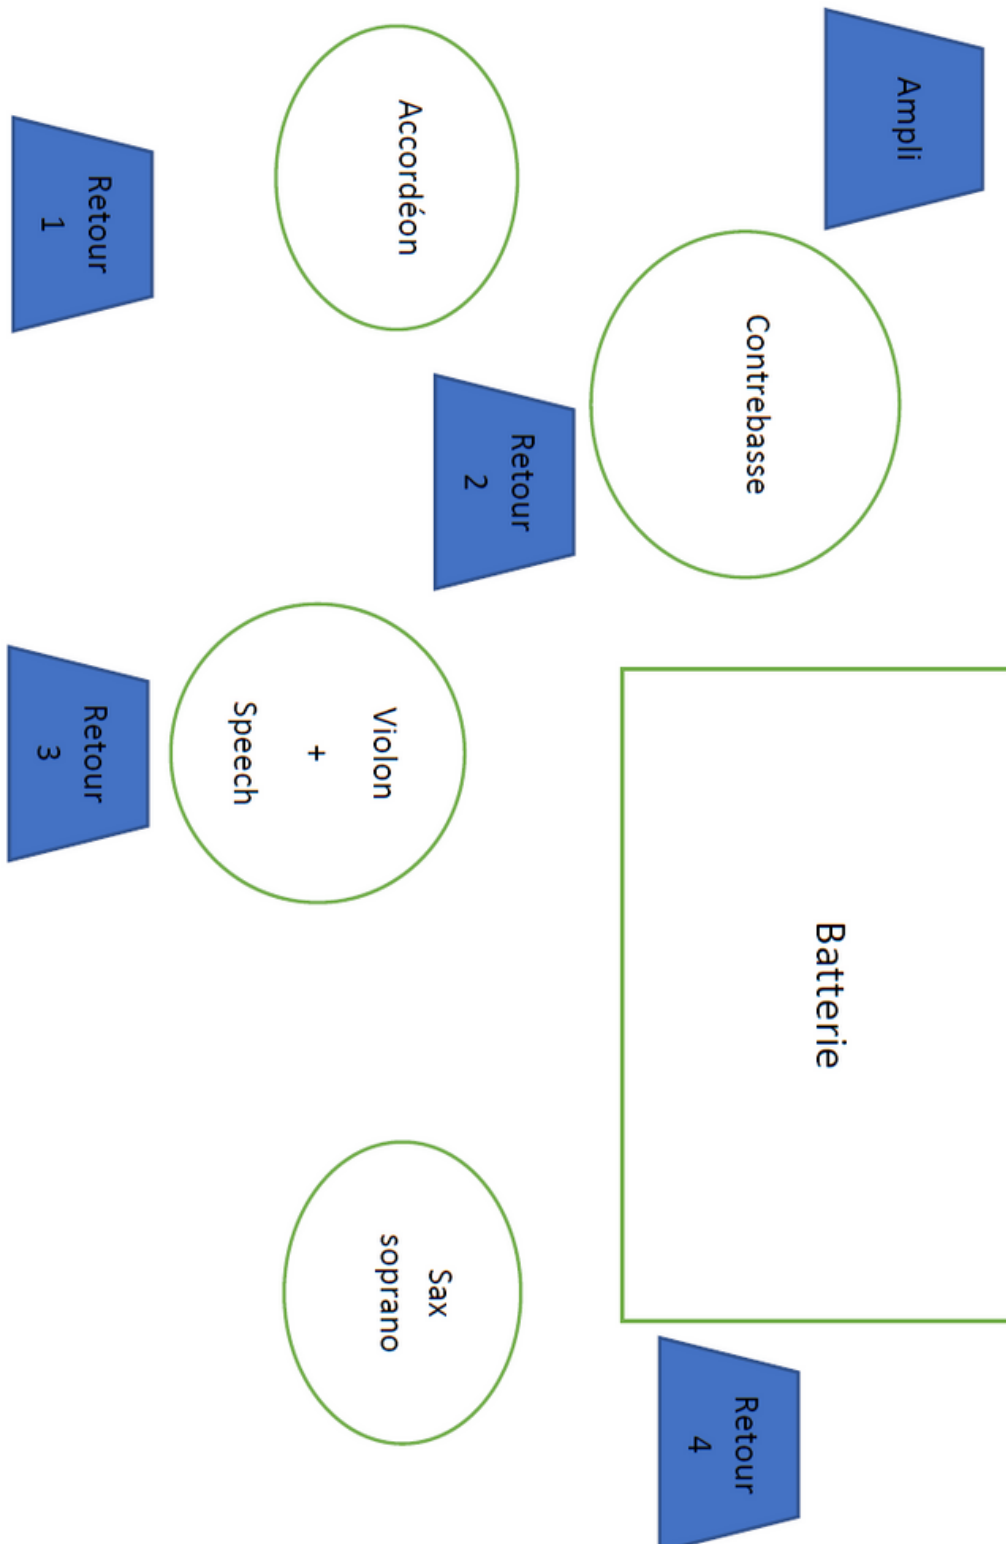 Ampli
Batterie
Contrebasse
Retour
4
Accordéon
Retour
2
Violon
+
Speech
Sax
soprano
Retour
1
Retour
3